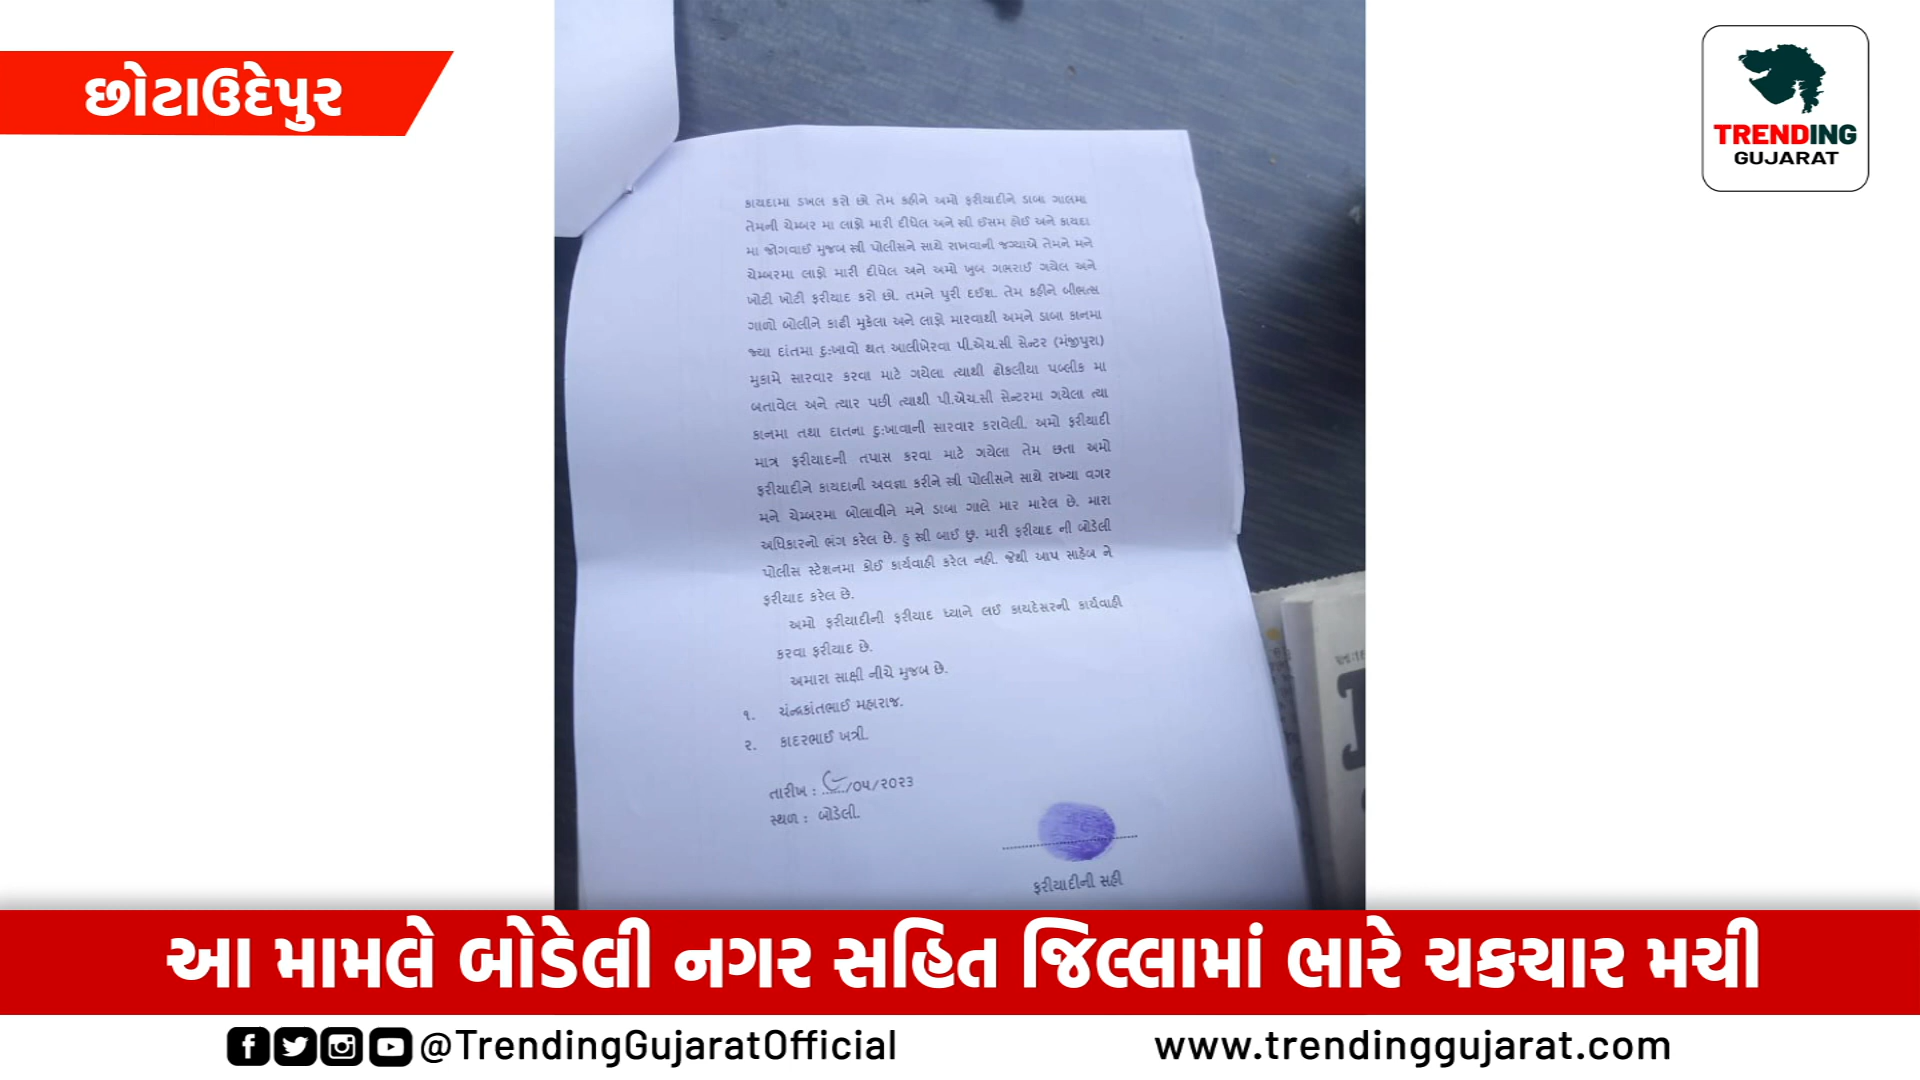 છોટાઉદેપુર
TRENDING
GUJARAT
કાયદામા ડખલ કરો છો તેમ કહીને અમો ફરીયાદીને ડાબા ગાલમા
તેમની ચેમ્બર મા લાફો મારી દીધેલ અને સ્ત્રી ઈસમ હોઈ અને કાયદા
મા જોગવાઈ મુજબ સ્ત્રી પોલીસને સાથે રાખવાની જગ્યાએ તેમને મને
ચેમ્બરમા લાફો મારી દીધેલ અને અમો ખુબ ગભરાઈ ગયેલ અને
ખોટી ખોટી ફરીયાદ કરો છો. તમને પુરી દઈશ. તેમ કહીને બીભત્સ
ગાળો બોલીને કાઢી મુકેલા અને લાફો મારવાથી અમને ડાબા કાનમા
જ્યા દાંતમા દુ:ખાવો થત આલીખેરવા પી.એચ.સી સેન્ટર (મંજીપુરા)
મુકામે સારવાર કરવા માટે ગયેલા ત્યાથી ઢોકલીયા પબ્લીક મા
બતાવેલ અને ત્યાર પછી ત્યાથી પી.એચ.સી સેન્ટરમા ગયેલા ત્યા
કાનમા તથા દાતના દુ:ખાવાની સારવાર કરાવેલી. અમો ફરીયાદી
માત્ર ફરીયાદની તપાસ કરવા માટે ગયેલા તેમ છતા અમો
ફરીયાદીને કાયદાની અવજ્ઞા કરીને સ્ત્રી પોલીસને સાથે રાખ્યા વગર
મને ચેમ્બરમા બોલાવીને મને ડાબા ગાલે માર મારેલ છે. મારા
અધિકારનો ભંગ કરેલ છે. હુ સ્ત્રી બાઈ છુ. મારી ફરીયાદ ની બોડેલી
પોલીસ સ્ટેશનમા કોઈ કાર્યવાહી કરેલ નહી. જેથી આપ સાહેબ ને
ફરીયાદ કરેલ છે.
અમો ફરીયાદીની ફરીયાદ ધ્યાને લઈ કાયદેસરની કાર્યવાહી
કરવા ફરીયાદ છે.
અમારા સાક્ષી નીચે મુજબ છે.
૧. ચંન્દ્રકાંતભાઈ મહારાજ.
૨. કાદરભાઈ ખત્રી.
તારીખ : ....../૦૫/૨૦૨૩
સ્થળ : બોડેલી.
ફરીયાદીની સહી
આ મામલે બોડેલી નગર સહિત જિલ્લામાં ભારે ચકચાર મચી
@TrendingGujaratOfficial
www.trendinggujarat.com